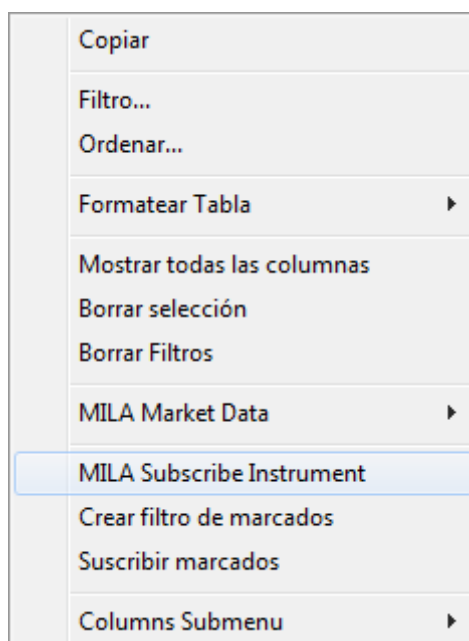 Copiar
Filtro...
Ordenar...
Formatear Tabla
Mostrar todas las columnas
Borrar selección
Borrar Filtros
MILA Market Data
MILA Subscribe Instrument
Crear filtro de marcados
Suscribir marcados
Columns Submenu